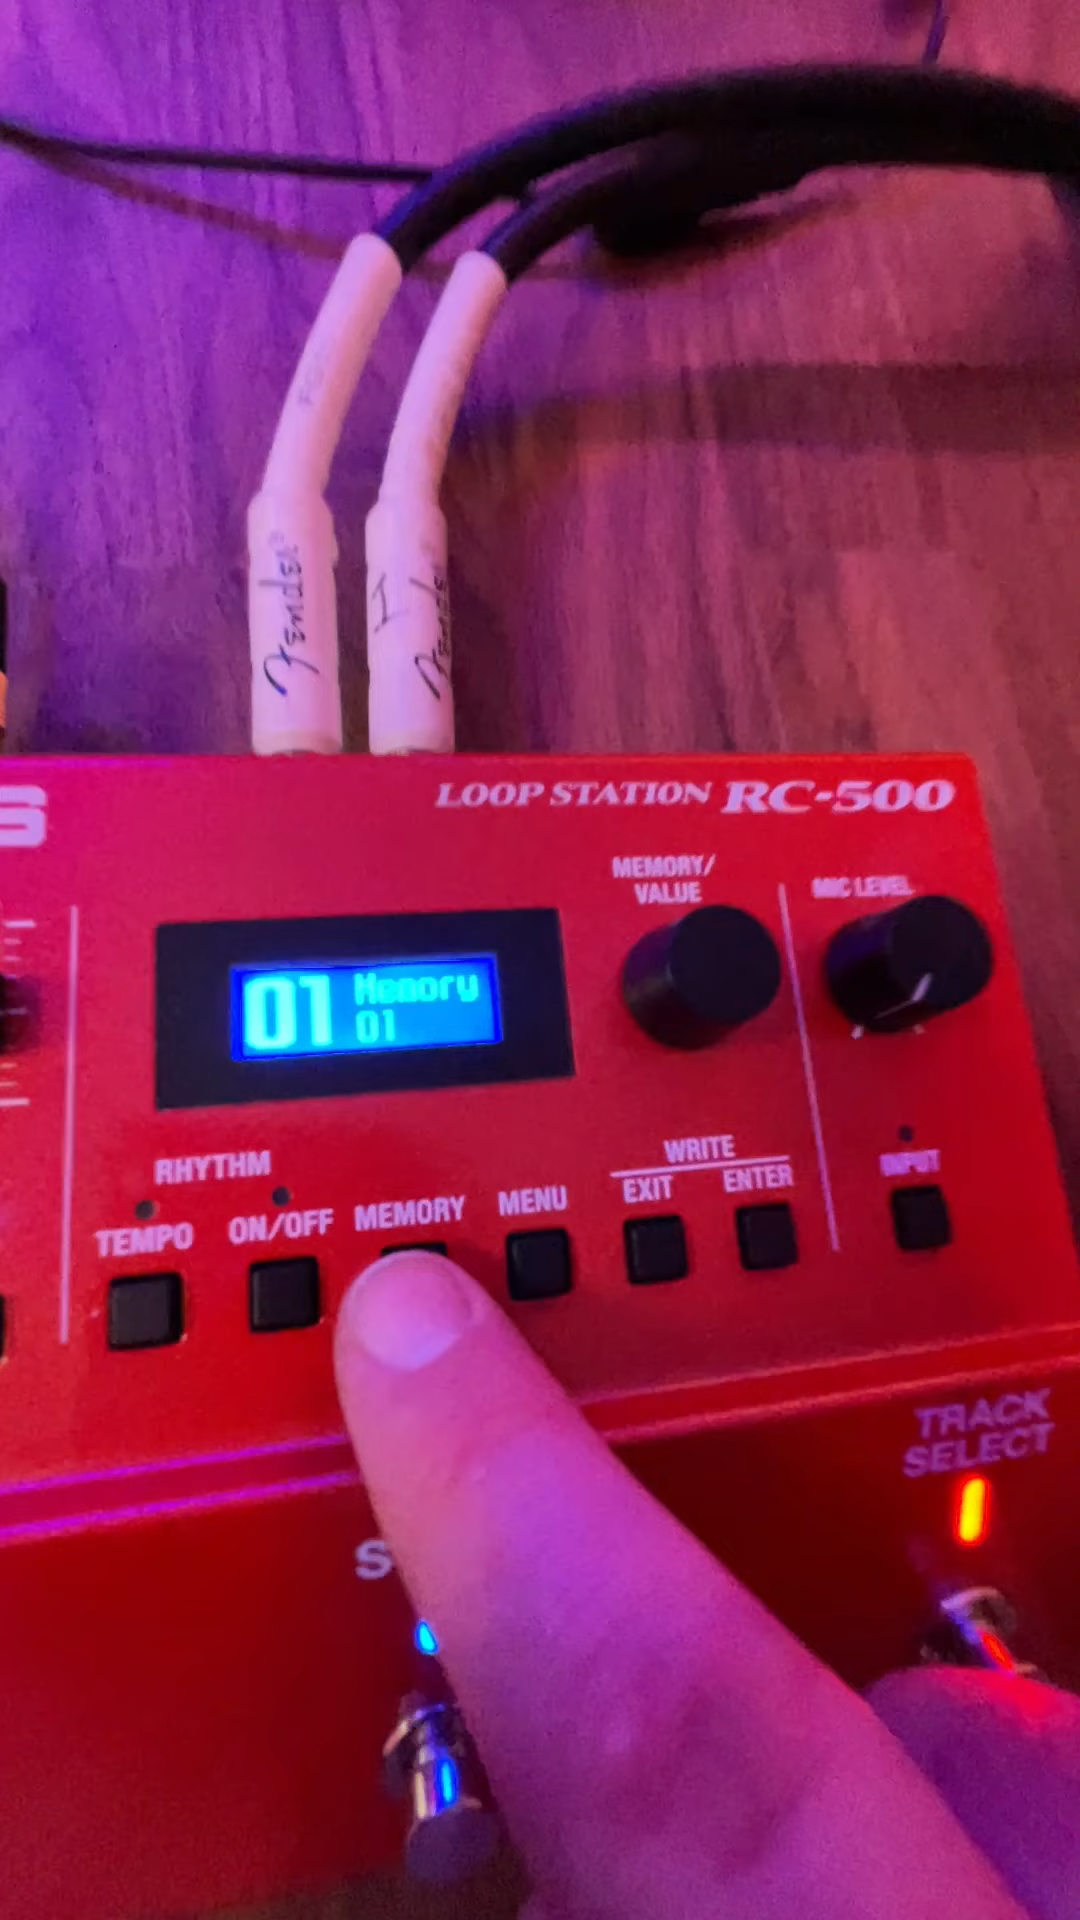 Fender®
Fender®
S
LOOP STATION RC-500
MEMORY/
VALUE
MIC LEVEL
01 Memory
01
RHYTHM
TEMPO
ON/OFF
MEMORY
MENU
WRITE
EXIT
ENTER
INPUT
TRACK
SELECT
S